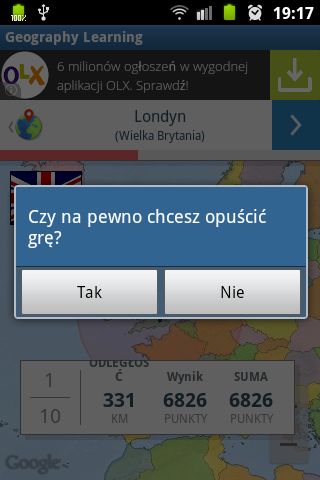 100%
19:17
Geography Learning
OLX
6 milionów ogłoszeń w wygodnej
aplikacji OLX. Sprawdź!
Londyn
(Wielka Brytania)
Czy na pewno chcesz opuścić
grę?
Tak
Nie
1
10
ODLEGŁOŚ
Ć
331
KM
Wynik
6826
PUNKTY
SUMA
6826
PUNKTY
Google